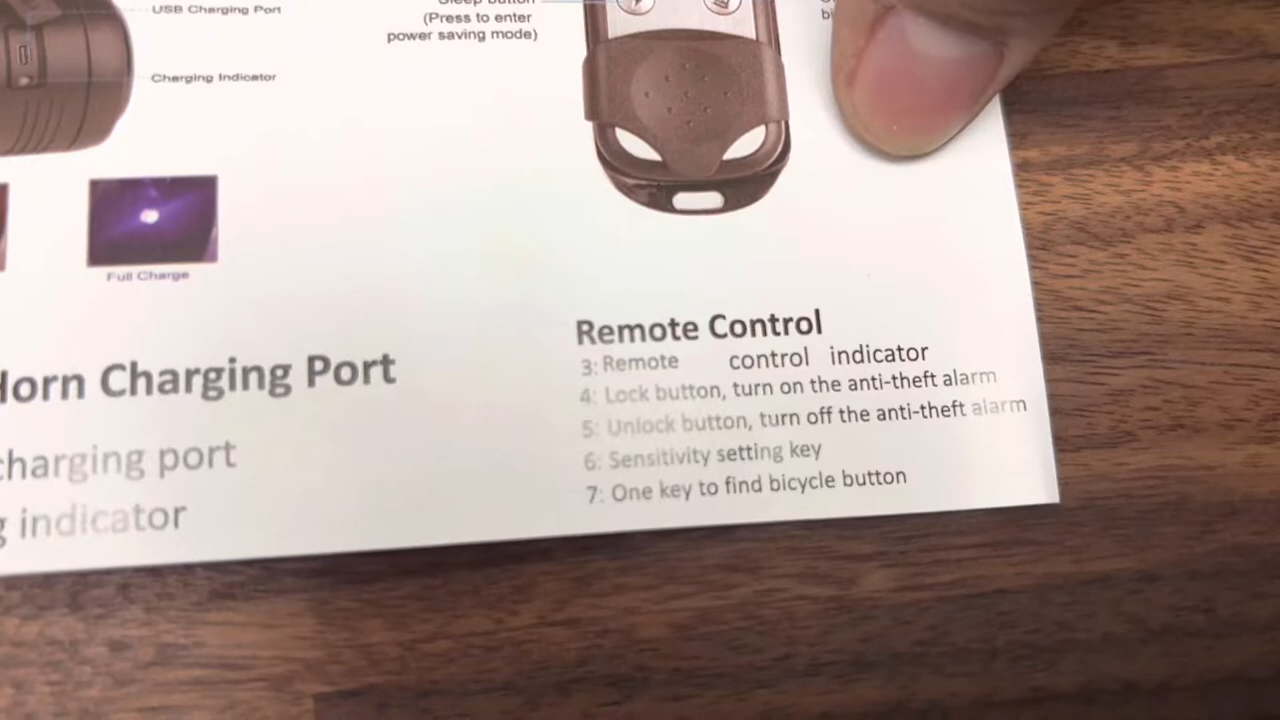 USB Charging Port
(Press to enter
power saving mode)
Charging Indicator
Full Charge
Horn Charging Port
charging port
indicator
Remote Control
3: Remote control indicator
4: Lock button, turn on the anti-theft alarm
5: Unlock button, turn off the anti-theft alarm
6: Sensitivity setting key
7: One key to find bicycle button